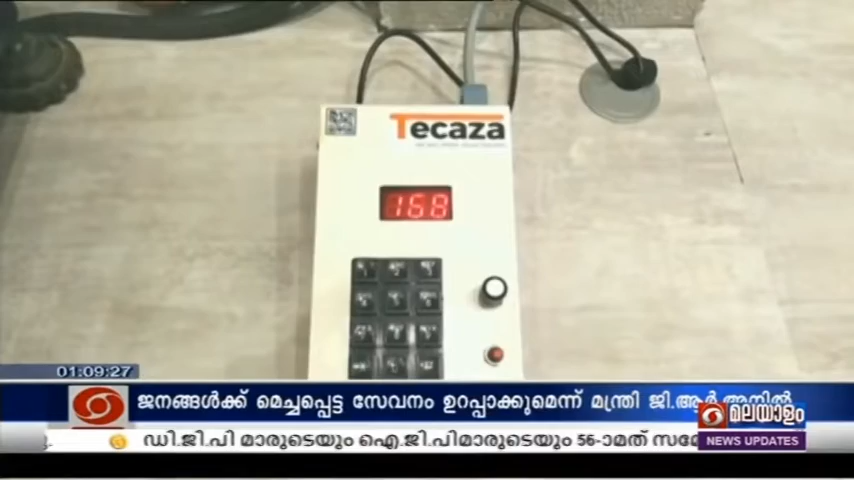 Tecaza
168
01:09:27
ജനങ്ങൾക്ക് മെച്ചപ്പെട്ട സേവനം ഉറപ്പാക്കുമെന്ന് മന്ത്രി ജി.ആർ.അനിൽ
മലയാളം
NEWS UPDATES
ഡി.ജി.പി മാരുടെയും ഐ.ജി.പിമാരുടെയും 56-ാമത്